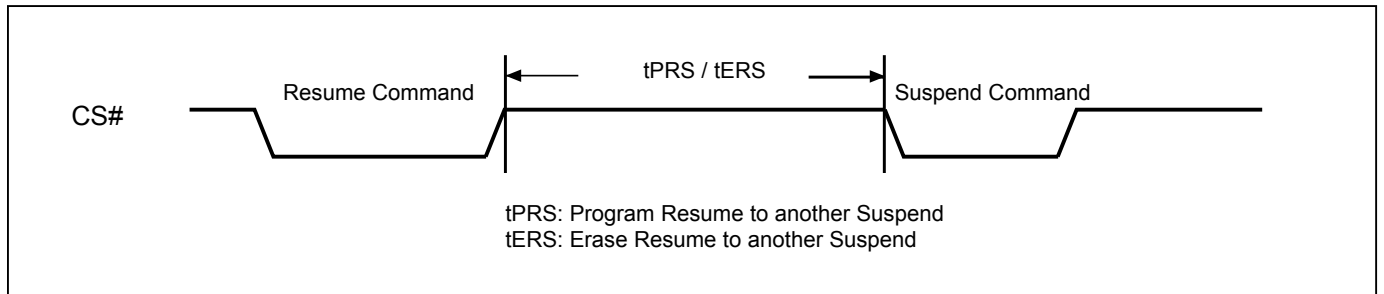 tPRS / tERS
Resume Command
Suspend Command
CS#
tPRS: Program Resume to another Suspend
tERS: Erase Resume to another Suspend